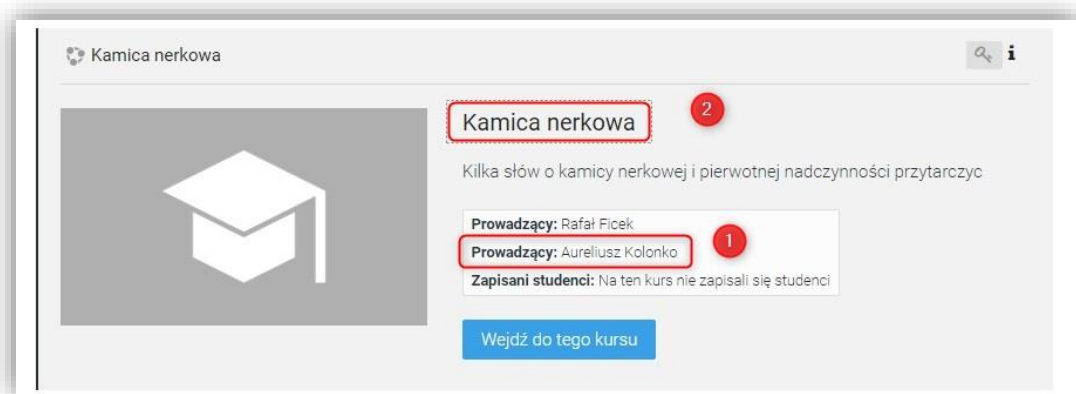 Kamica nerkowa
i
Kamica nerkowa
2
Kilka słów o kamicy nerkowej i pierwotnej nadczynności przytarczyc
Prowadzący: Rafał Ficek
Prowadzący: Aureliusz Kolonko
1
Zapisani studenci: Na ten kurs nie zapisali się studenci
Wejdź do tego kursu